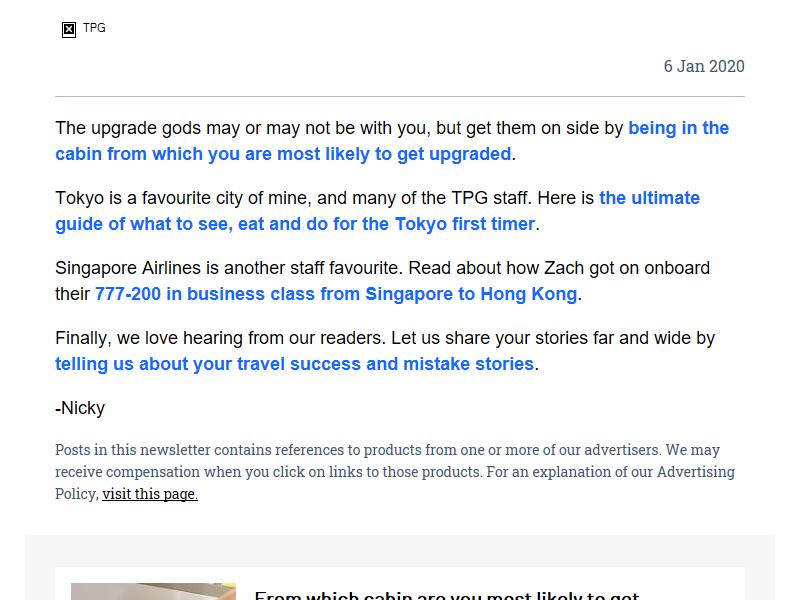 TPG
6 Jan 2020
The upgrade gods may or may not be with you, but get them on side by being in the
cabin from which you are most likely to get upgraded.
Tokyo is a favourite city of mine, and many of the TPG staff. Here is the ultimate
guide of what to see, eat and do for the Tokyo first timer.
Singapore Airlines is another staff favourite. Read about how Zach got on onboard
their 777-200 in business class from Singapore to Hong Kong.
Finally, we love hearing from our readers. Let us share your stories far and wide by
telling us about your travel success and mistake stories.
-Nicky
Posts in this newsletter contains references to products from one or more of our advertisers. We may
receive compensation when you click on links to those products. For an explanation of our Advertising
Policy, visit this page.
From which cabin are you most likely to get